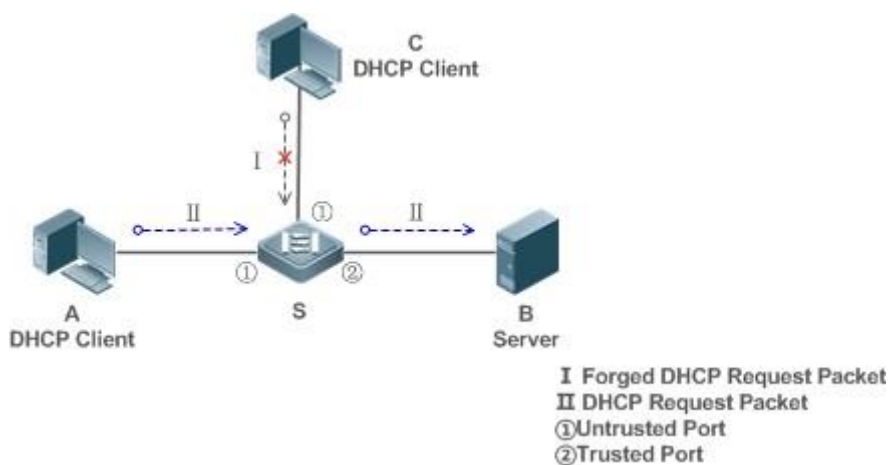 C
DHCP Client
Ⅰ
Ⅱ
Ⅱ
①
①
②
A
DHCP Client
S
B
Server
Ⅰ Forged DHCP Request Packet
Ⅱ DHCP Request Packet
①Untrusted Port
②Trusted Port